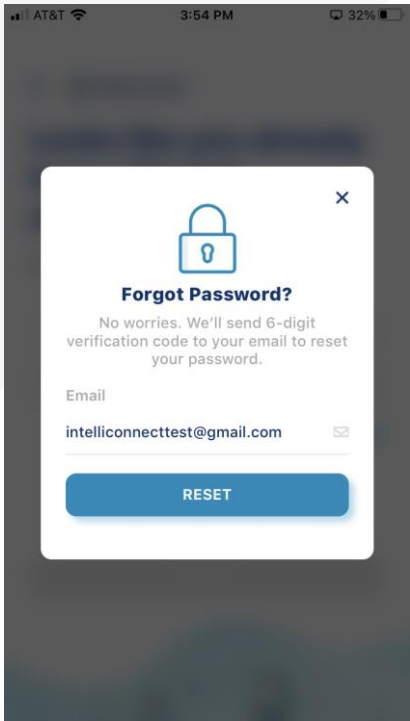 AT&T 3:54 PM 32%
Forgot Password?
No worries. We'll send 6-digit
verification code to your email to reset
your password.
Email
intelliconnecttest@gmail.com
RESET